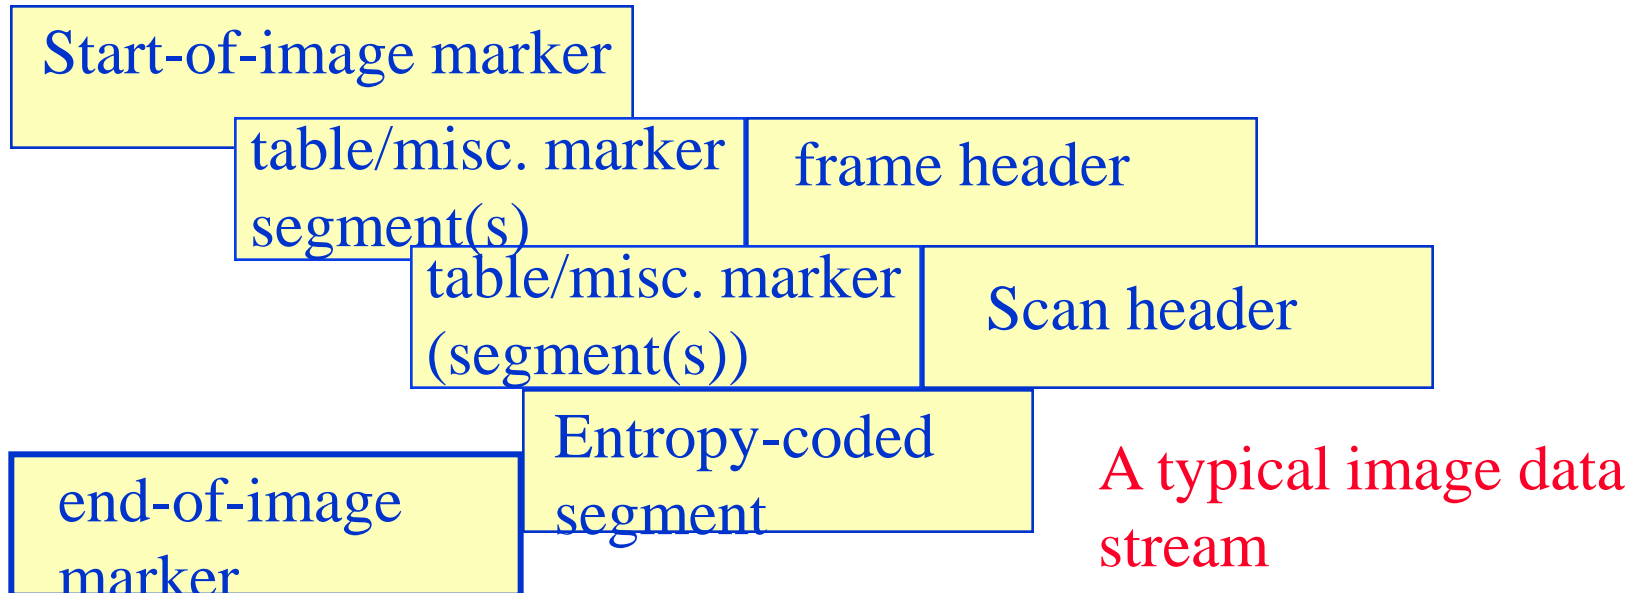 Start-of-image marker
table/misc. marker
segment(s)
frame header
table/misc. marker
(segment(s))
Scan header
Entropy-coded
segment
end-of-image
marker
A typical image data
stream